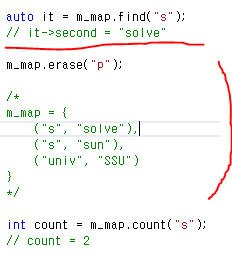 auto it = m_map.find("s");
// it->second = "solve"
m_map.erase("p");
/*
m_map = {
("s", "solve"),
("s", "sun"),
("univ", "SSU")
}
*/
int count = m_map.count("s");
// count = 2